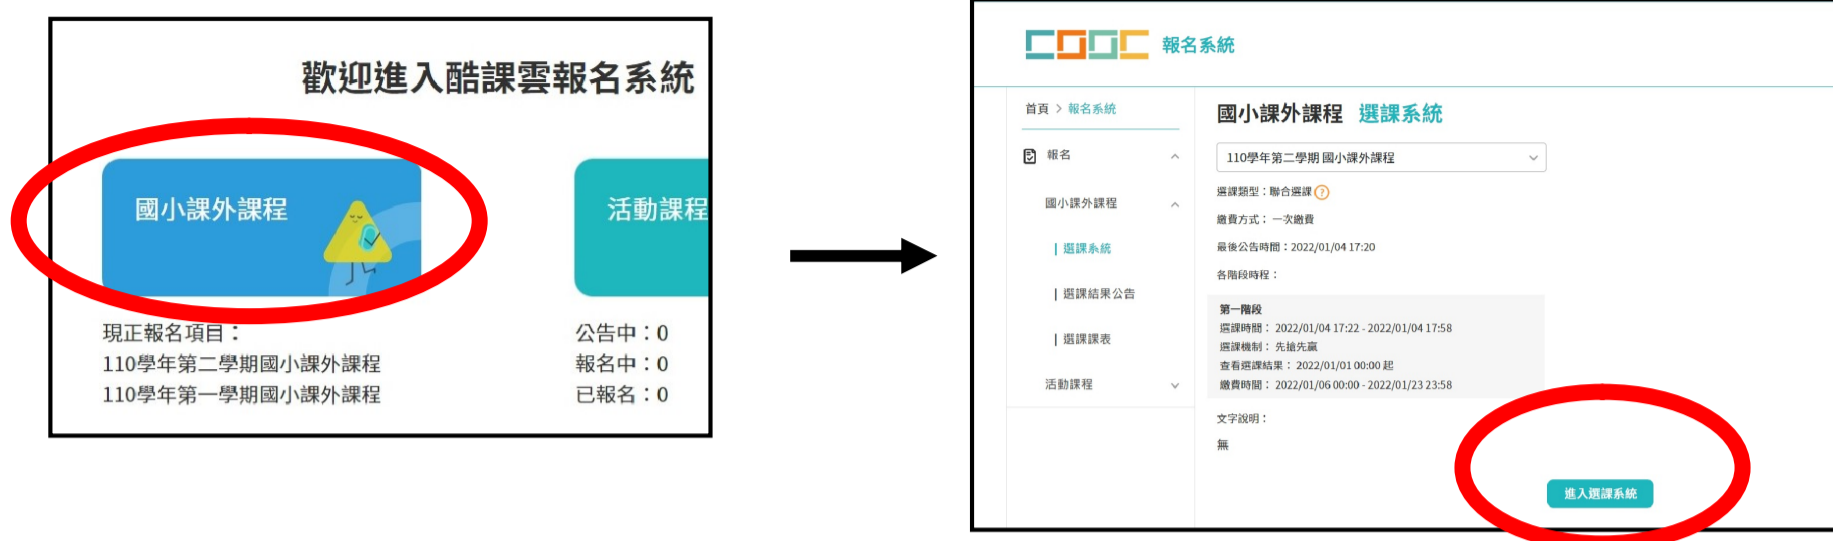 歡迎進入酷課雲報名系統
國小課外課程
活動課程
現正報名項目：
110學年第二學期國小課外課程
110學年第一學期國小課外課程
公告中：0
報名中：0
已報名：0
COOC 報名系統
首頁 > 報名系統
報名
國小課外課程
| 選課系統
| 選課結果公告
| 選課課表
活動課程
國小課外課程 選課系統
110學年第二學期 國小課外課程
選課類型：聯合選課 ?
繳費方式： 一次繳費
最後公告時間：2022/01/04 17:20
各階段時程：
第一階段
選課時間： 2022/01/04 17:22 - 2022/01/04 17:58
選課機制： 先搶先贏
查看選課結果： 2022/01/01 00:00 起
繳費時間： 2022/01/06 00:00 - 2022/01/23 23:58
文字說明：
無
進入選課系統